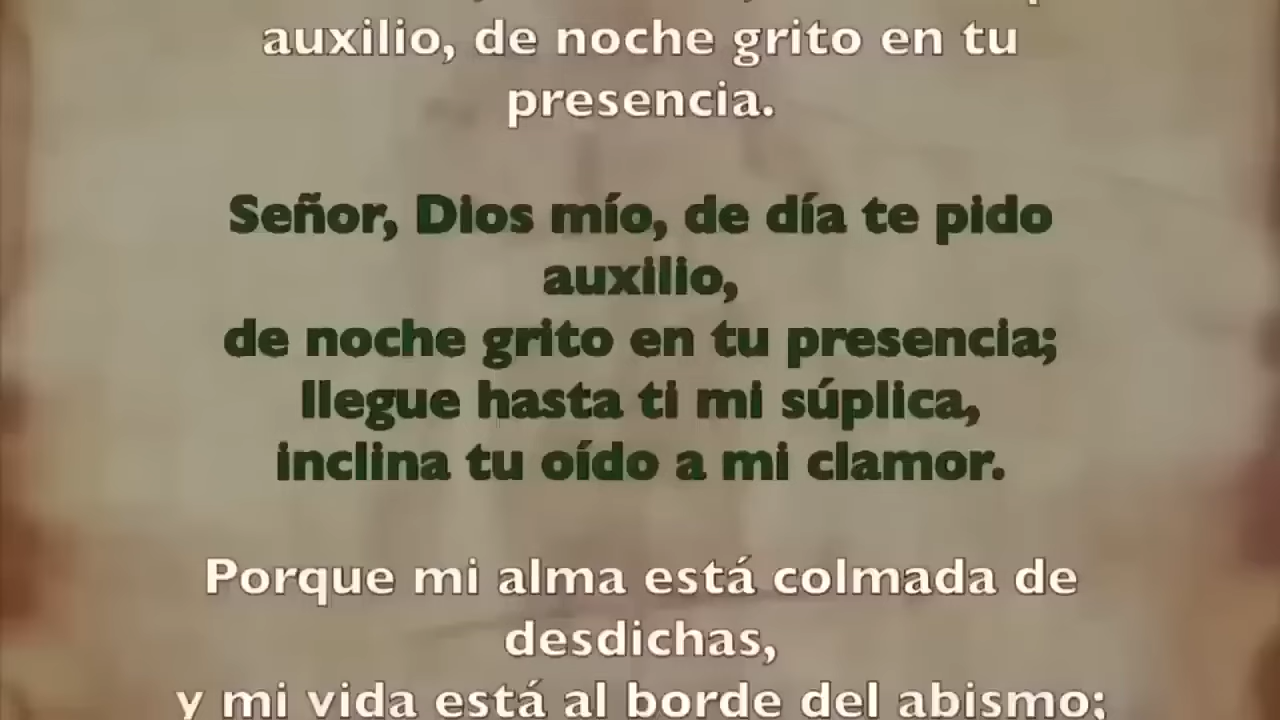 auxilio, de noche grito en tu
presencia.
Señor, Dios mío, de día te pido
auxilio,
de noche grito en tu presencia;
llegue hasta ti mi súplica,
inclina tu oído a mi clamor.
Porque mi alma está colmada de
desdichas,
y mi vida está al borde del abismo;